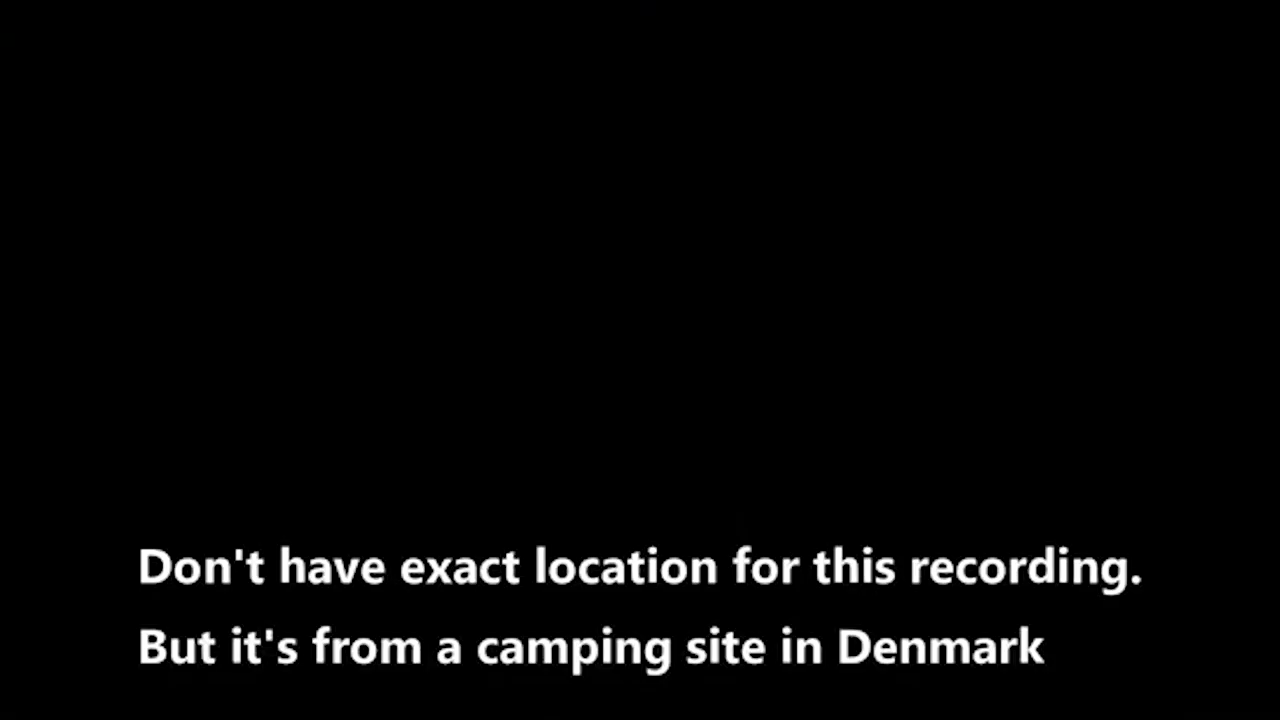 Don't have exact location for this recording.
But it's from a camping site in Denmark